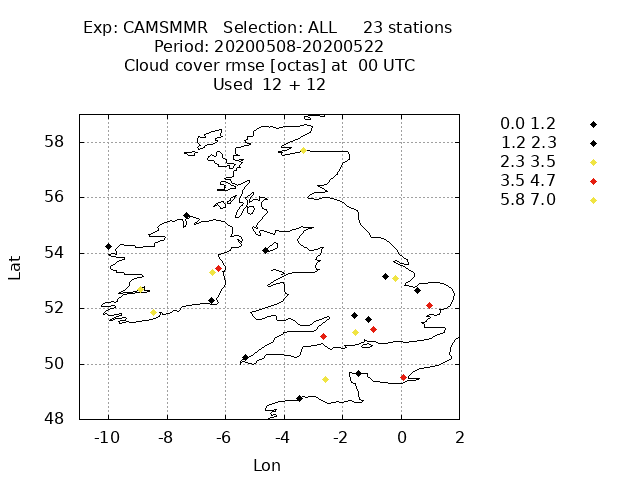 Exp: CAMSMMR   Selection: ALL     23 stations
Period: 20200508-20200522
Cloud cover rmse [octas] at  00 UTC
Used  12 + 12
0.0 1.2
1.2 2.3
2.3 3.5
3.5 4.7
5.8 7.0
58
56
54
52
50
48
Lat
-10 -8 -6 -4 -2 0 2
Lon